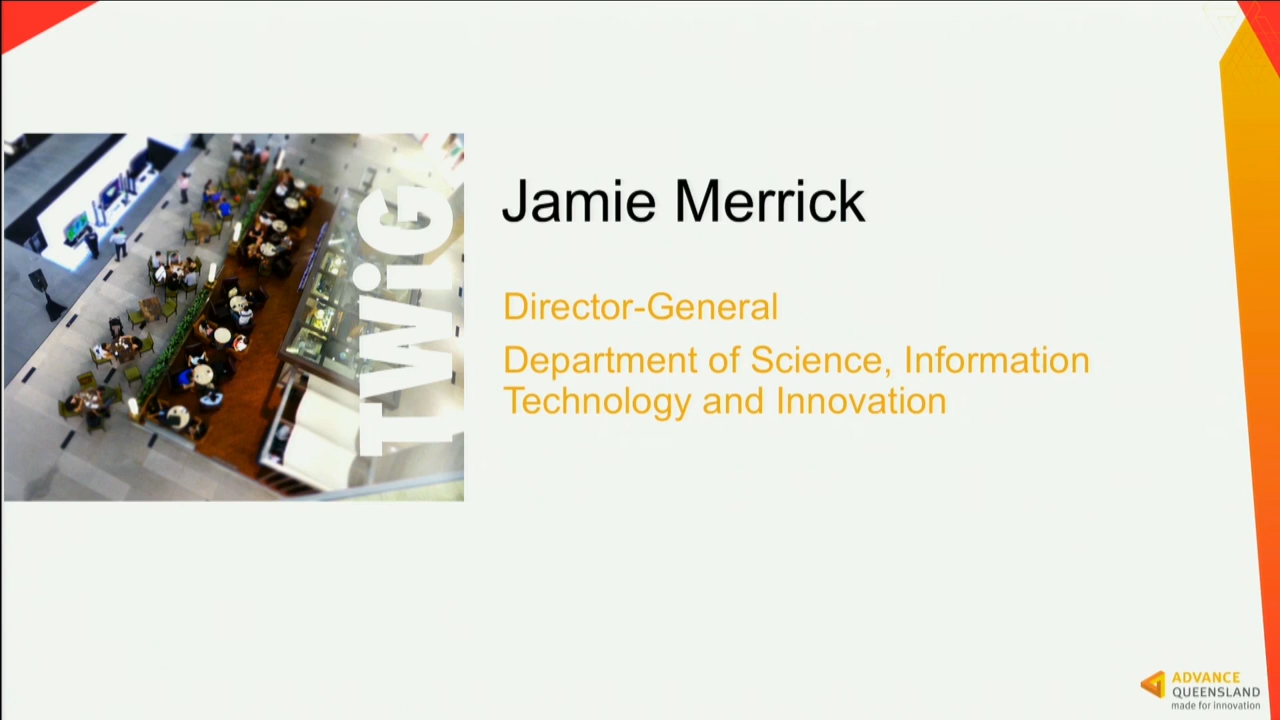 TWiG
Jamie Merrick
Director-General
Department of Science, Information
Technology and Innovation
ADVANCE
QUEENSLAND
made for innovation